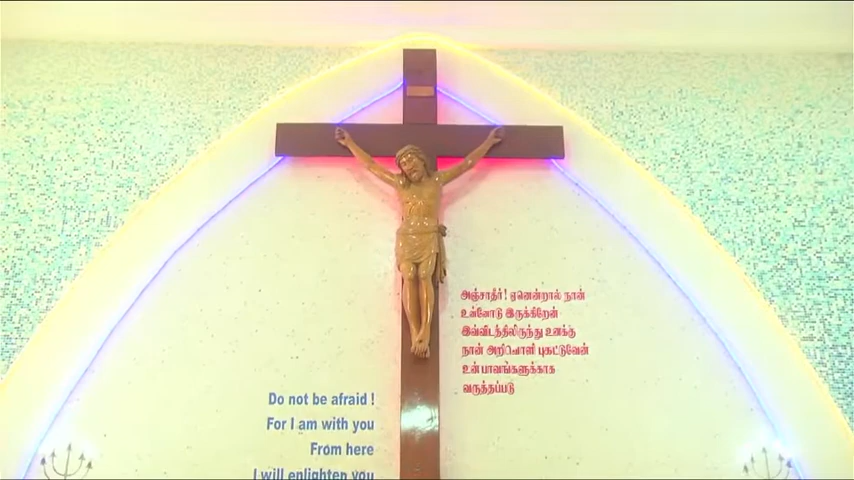 அஞ்சாதீர்! ஏனென்றால் நான்
உன்னோடு இருக்கிறேன்
இவ்விடத்திலிருந்து உனக்கு
நான் அறிவொளி புகட்டுவேன்
உன் பாவங்களுக்காக
வருத்தப்படு
Do not be afraid !
For I am with you
From here
I will enlighten you